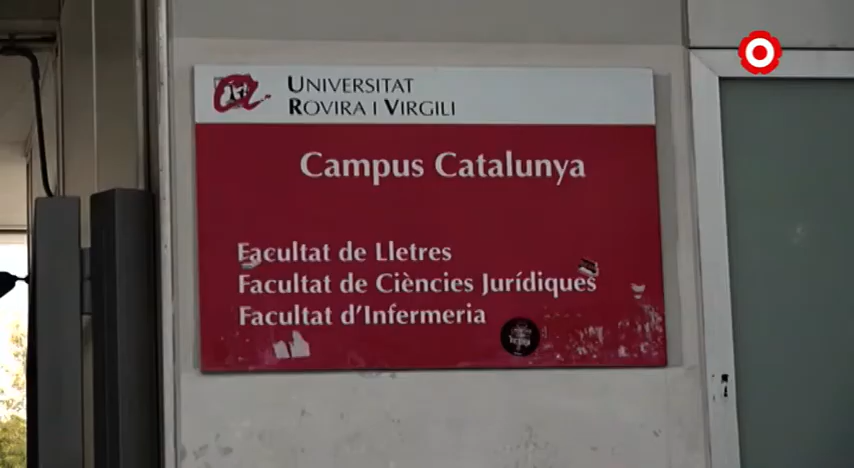 UNIVERSITAT
ROVIRA I VIRGILI
Campus Catalunya
Facultat de Lletres
Facultat de Ciències Jurídiques
Facultat d'Infermeria